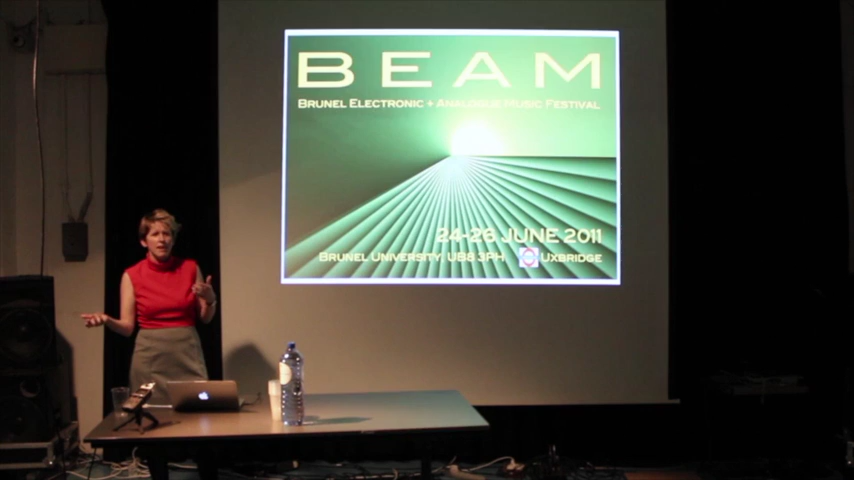 BEAM
BRUNEL ELECTRONIC + ANALOGUE MUSIC FESTIVAL
24-26 JUNE 2011
BRUNEL UNIVERSITY, UB8 3PH, UXBRIDGE